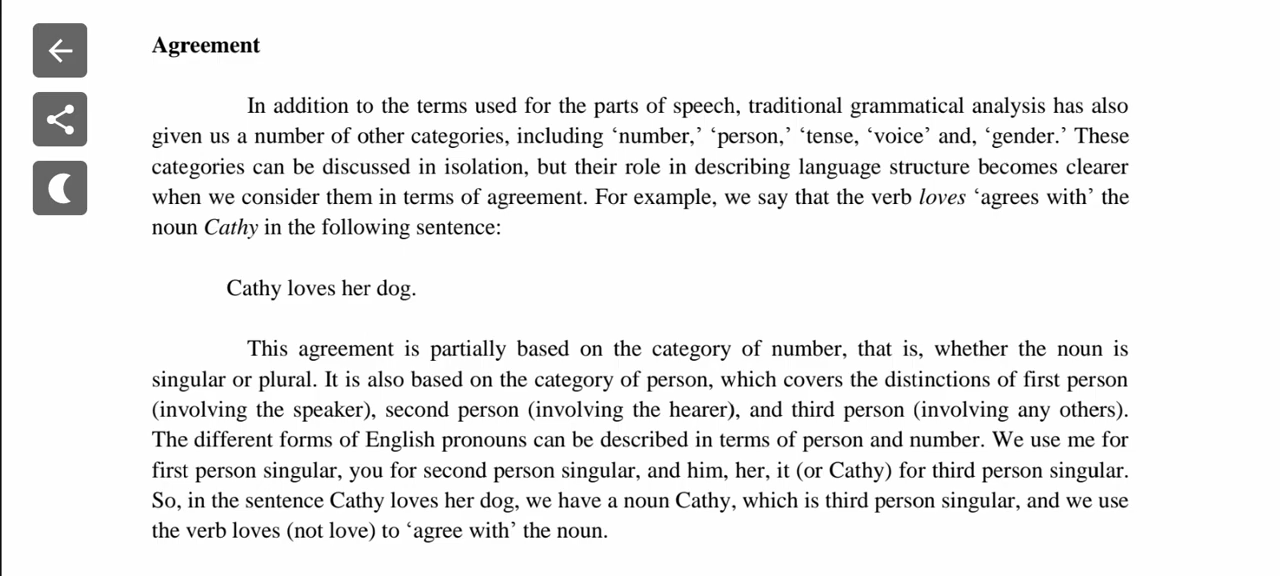 Agreement
In addition to the terms used for the parts of speech, traditional grammatical analysis has also
given us a number of other categories, including ‘number,’ ‘person,’ ‘tense, ‘voice’ and, ‘gender.’ These
categories can be discussed in isolation, but their role in describing language structure becomes clearer
when we consider them in terms of agreement. For example, we say that the verb loves ‘agrees with’ the
noun Cathy in the following sentence:
Cathy loves her dog.
This agreement is partially based on the category of number, that is, whether the noun is
singular or plural. It is also based on the category of person, which covers the distinctions of first person
(involving the speaker), second person (involving the hearer), and third person (involving any others).
The different forms of English pronouns can be described in terms of person and number. We use me for
first person singular, you for second person singular, and him, her, it (or Cathy) for third person singular.
So, in the sentence Cathy loves her dog, we have a noun Cathy, which is third person singular, and we use
the verb loves (not love) to ‘agree with’ the noun.